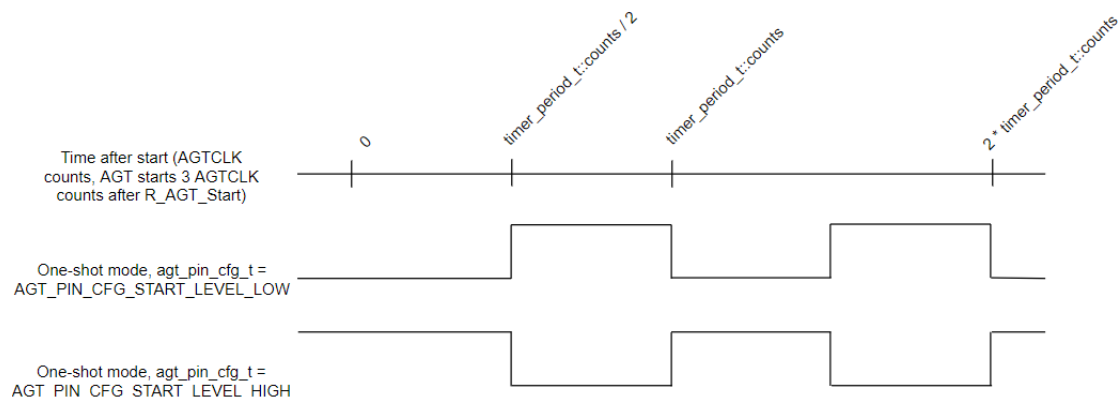 0
timer_period_t::counts / 2
timer_period_t::counts
2 * timer_period_t::counts
Time after start (AGTCLK
counts, AGT starts 3 AGTCLK
counts after R_AGT_Start)
One-shot mode, agt_pin_cfg_t =
AGT_PIN_CFG_START_LEVEL_LOW
One-shot mode, agt_pin_cfg_t =
AGT_PIN_CFG_START_LEVEL_HIGH